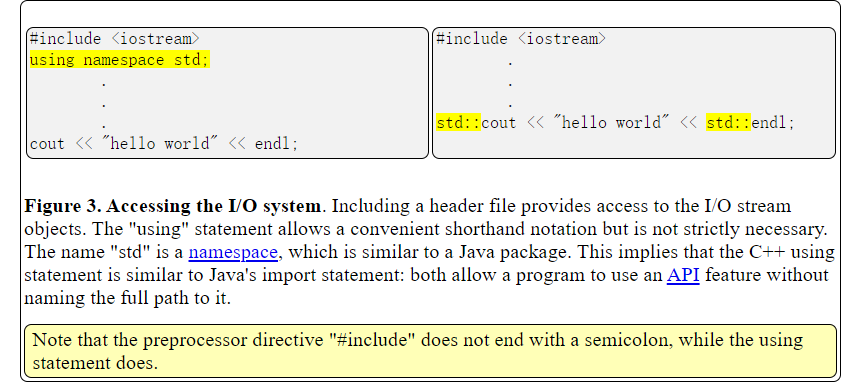 #include <iostream>
using namespace std;
.
.
.
cout << "hello world" << endl;
#include <iostream>
.
.
.
std::cout << "hello world" << std::endl;
Figure 3. Accessing the I/O system. Including a header file provides access to the I/O stream
objects. The "using" statement allows a convenient shorthand notation but is not strictly necessary.
The name "std" is a namespace, which is similar to a Java package. This implies that the C++ using
statement is similar to Java's import statement: both allow a program to use an API feature without
naming the full path to it.
Note that the preprocessor directive "#include" does not end with a semicolon, while the using
statement does.